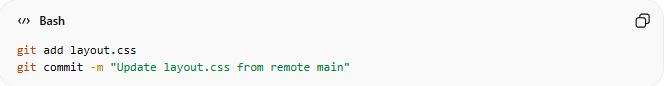 Bash
git add layout.css
git commit -m "Update layout.css from remote main"